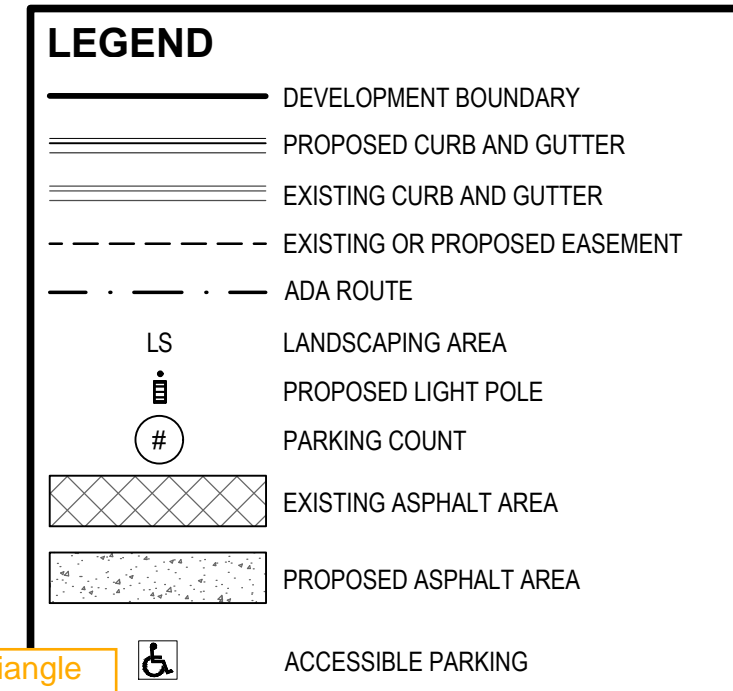 LEGEND
DEVELOPMENT BOUNDARY
PROPOSED CURB AND GUTTER
EXISTING CURB AND GUTTER
EXISTING OR PROPOSED EASEMENT
ADA ROUTE
LS LANDSCAPING AREA
PROPOSED LIGHT POLE
# PARKING COUNT
EXISTING ASPHALT AREA
PROPOSED ASPHALT AREA
ACCESSIBLE PARKING